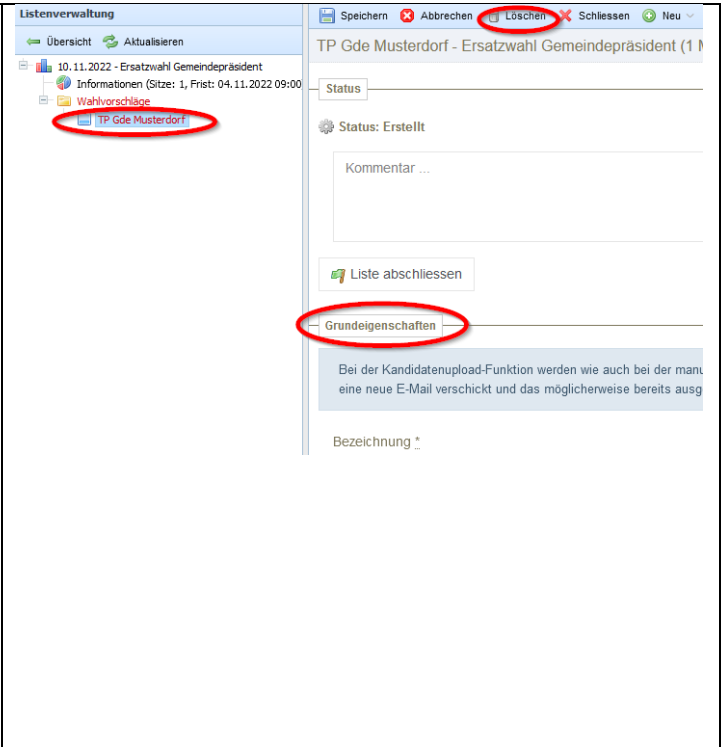 Listenverwaltung
Übersicht Aktualisieren
10.11.2022 - Ersatzwahl Gemeindepräsident
Informationen (Sitze: 1, Frist: 04.11.2022 09:00
Wahlvorschläge
TP Gde Musterdorf
Speichern Abbrechen Löschen Schliessen Neu
TP Gde Musterdorf - Ersatzwahl Gemeindepräsident (1
Status
Status: Erstellt
Kommentar ...
Liste abschliessen
Grundeigenschaften
Bei der Kandidatenupload-Funktion werden wie auch bei der manu
eine neue E-Mail verschickt und das möglicherweise bereits ausg
Bezeichnung *